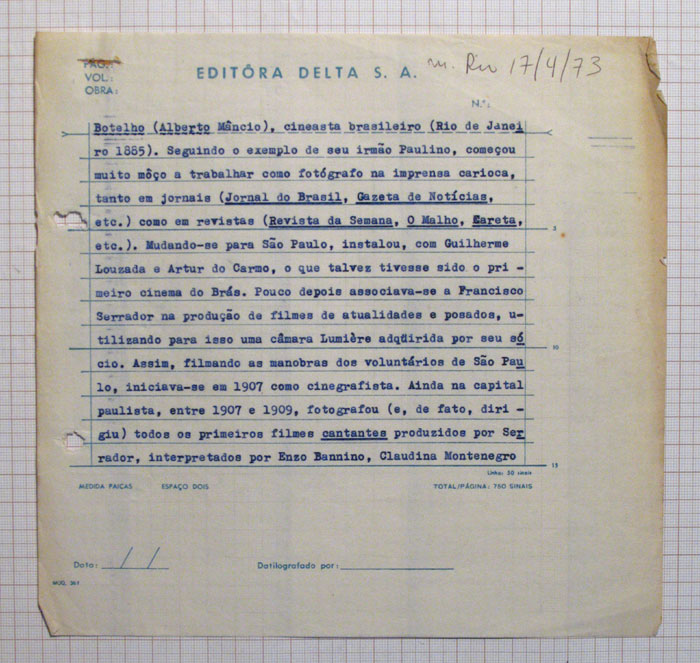 PÁG.:
VOL:
OBRA:
EDITÔRA DELTA S. A.
17/4/73
N.º:
Botelho (Alberto Mâncio), cineasta brasileiro (Rio de Janei
ro 1885). Seguindo o exemplo de seu irmão Paulino, começou
muito môço a trabalhar como fotógrafo na imprensa carioca,
tanto em jornais (Jornal do Brasil, Gazeta de Notícias,
etc.) como em revistas (Revista da Semana, O Malho, Careta,
5
etc.). Mudando-se para São Paulo, instalou, com Guilherme
Louzada e Artur do Carmo, o que talvez tivesse sido o pri -
meiro cinema do Brás. Pouco depois associava-se a Francisco
Serrador na produção de filmes de atualidades e posados, u-
tilizando para isso uma câmara Lumière adqüirida por seu só
10
cio. Assim, filmando as manobras dos voluntários de São Pau
lo, iniciava-se em 1907 como cinegrafista. Ainda na capital
paulista, entre 1907 e 1909, fotografou (e, de fato, diri -
giu) todos os primeiros filmes cantantes produzidos por Ser
rador, interpretados por Enzo Bannino, Claudina Montenegro
15
Linha: 50 sinais
MEDIDA PAICAS ESPAÇO DOIS TOTAL/PÁGINA: 750 SINAIS
Data: / / Datilografado por: